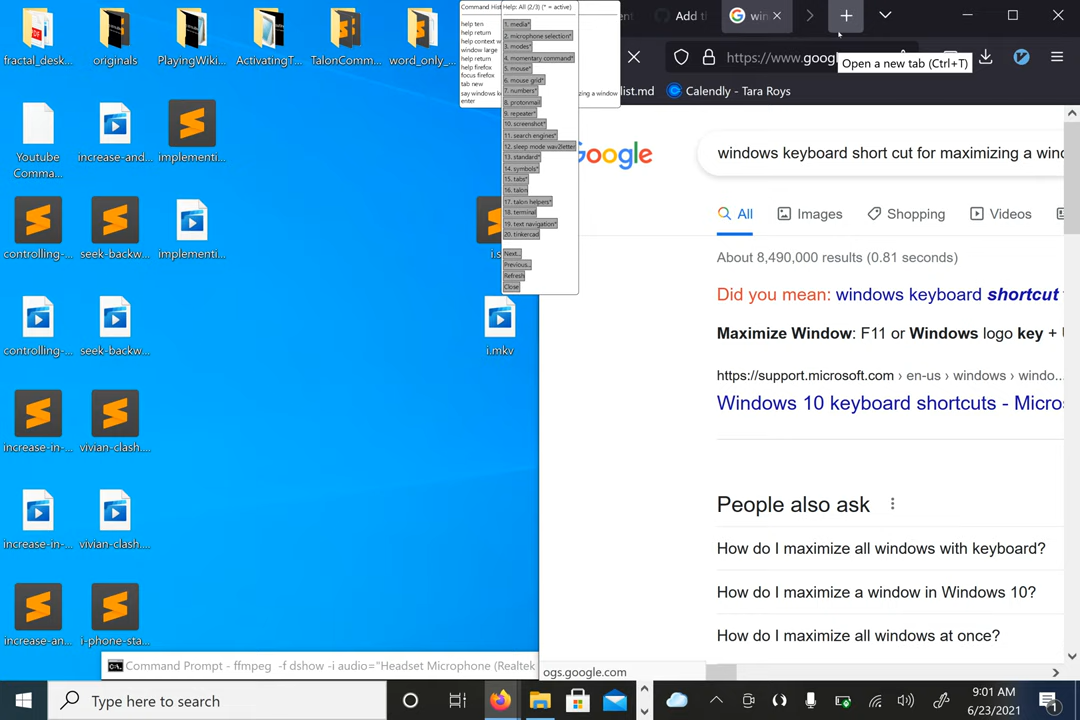 fractal_desk...
originals
PlayingWiki...
ActivatingT...
TalonComm...
word_only_...
Youtube
Comma...
increase-and...
implementi...
controlling-...
seek-backw...
implementi...
controlling-...
seek-backw...
i.mkv
increase-in-...
vivian-clash....
increase-in-...
vivian-clash....
increase-an...
i-phone-sta...
Command Hist
help ten
help return
help context w
window large
help return
help firefox
focus firefox
tab new
say windows ke
enter
Help: All (2/3) (* = active)
1. media*
2. microphone selection*
3. modes*
4. momentary command*
5. mouse*
6. mouse grid*
7. numbers*
8. protonmail
9. repeater*
10. screenshot*
11. search engines*
12. sleep mode wav2letter
13. standard*
14. symbols*
15. tabs*
16. talon
17. talon helpers*
18. terminal
19. text navigation*
20. tinkercad
Next...
Previous...
Refresh
Close
zing a window
Add t
win
https://www.goog
Open a new tab (Ctrl+T)
list.md
Calendly - Tara Roys
Google
windows keyboard short cut for maximizing a wind
All
Images
Shopping
Videos
About 8,490,000 results (0.81 seconds)
Did you mean: windows keyboard shortcut
Maximize Window: F11 or Windows logo key +
https://support.microsoft.com › en-us › windows › windo...
Windows 10 keyboard shortcuts - Micro
People also ask
How do I maximize all windows with keyboard?
How do I maximize a window in Windows 10?
How do I maximize all windows at once?
ogs.google.com
Command Prompt - ffmpeg  -f dshow -i audio="Headset Microphone (Realtek
Type here to search
9:01 AM
6/23/2021
1